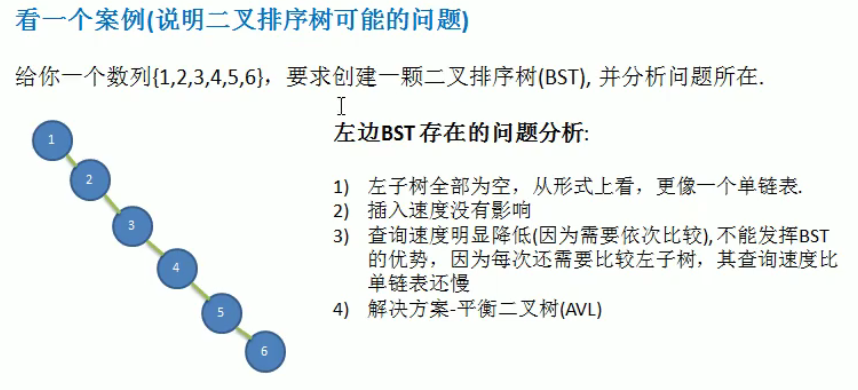 看一个案例(说明二叉排序树可能的问题)
给你一个数列{1,2,3,4,5,6}，要求创建一颗二叉排序树(BST), 并分析问题所在.
左边BST 存在的问题分析:
1) 左子树全部为空，从形式上看，更像一个单链表.
2) 插入速度没有影响
3) 查询速度明显降低(因为需要依次比较), 不能发挥BST
的优势，因为每次还需要比较左子树，其查询速度比
单链表还慢
4) 解决方案-平衡二叉树(AVL)
1
2
3
4
5
6